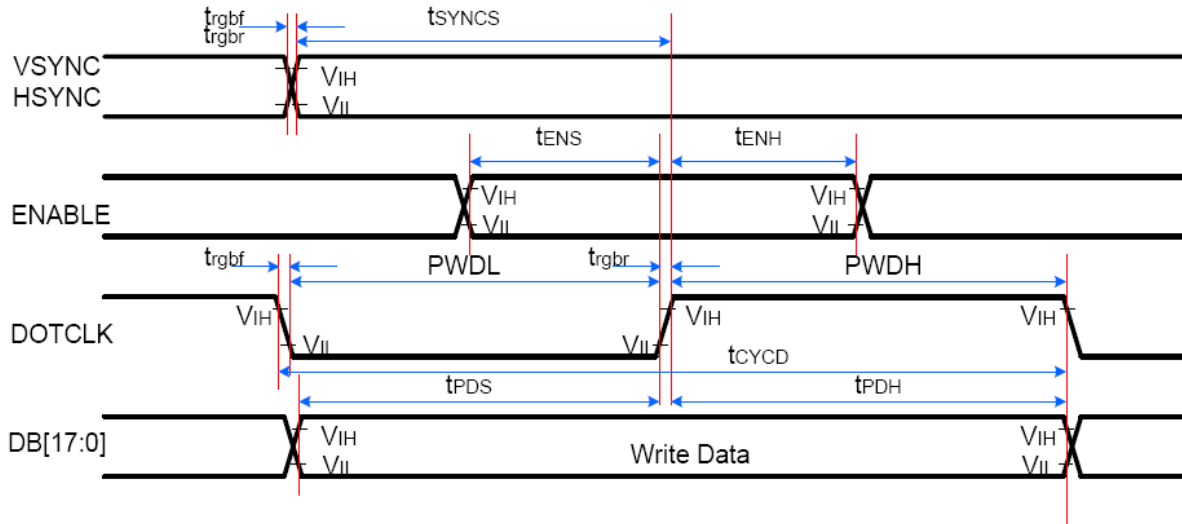 trgbf
trgbr
tSYNCS
VSYNC
HSYNC
VIH
VIl
tENS
tENH
ENABLE
VIH
VIl
VIH
VIl
trgbf
PWDL
trgbr
PWDH
DOTCLK
VIH
VIl
VIl
VIH
VIH
tCYCD
tPDS
tPDH
DB[17:0]
VIH
VIl
Write Data
VIH
VIl